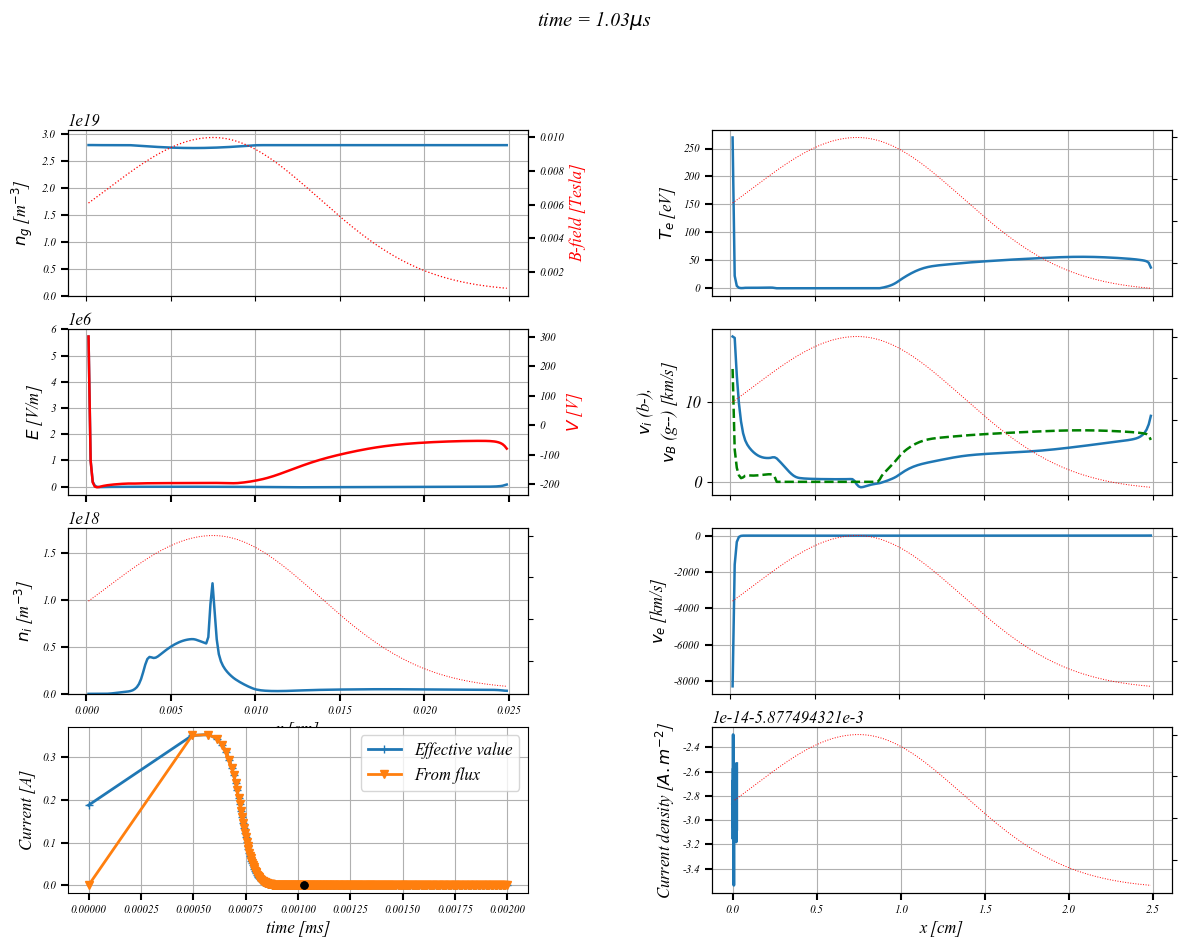 time = 1.03μs
1e19
3.0
2.5
2.0
1.5
1.0
0.5
0.0
n_g [m^{-3}]
0.010
0.008
0.006
0.004
0.002
B-field [Tesla]
250
200
150
100
50
0
T_e [eV]
1e6
6
5
4
3
2
1
0
E [V/m]
300
200
100
0
-100
-200
V [V]
10
0
v_i (b-),
v_B (g--) [km/s]
1e18
1.5
1.0
0.5
0.0
n_i [m^{-3}]
0.000 0.005 0.010 0.015 0.020 0.025
0
-2000
-4000
-6000
-8000
v_e [km/s]
0.3
0.2
0.1
0.0
Current [A]
Effective value
From flux
0.00000 0.00025 0.00050 0.00075 0.00100 0.00125 0.00150 0.00175 0.00200
time [ms]
1e-14-5.877494321e-3
-2.4
-2.6
-2.8
-3.0
-3.2
-3.4
Current density [A.m^{-2}]
0.0 0.5 1.0 1.5 2.0 2.5
x [cm]